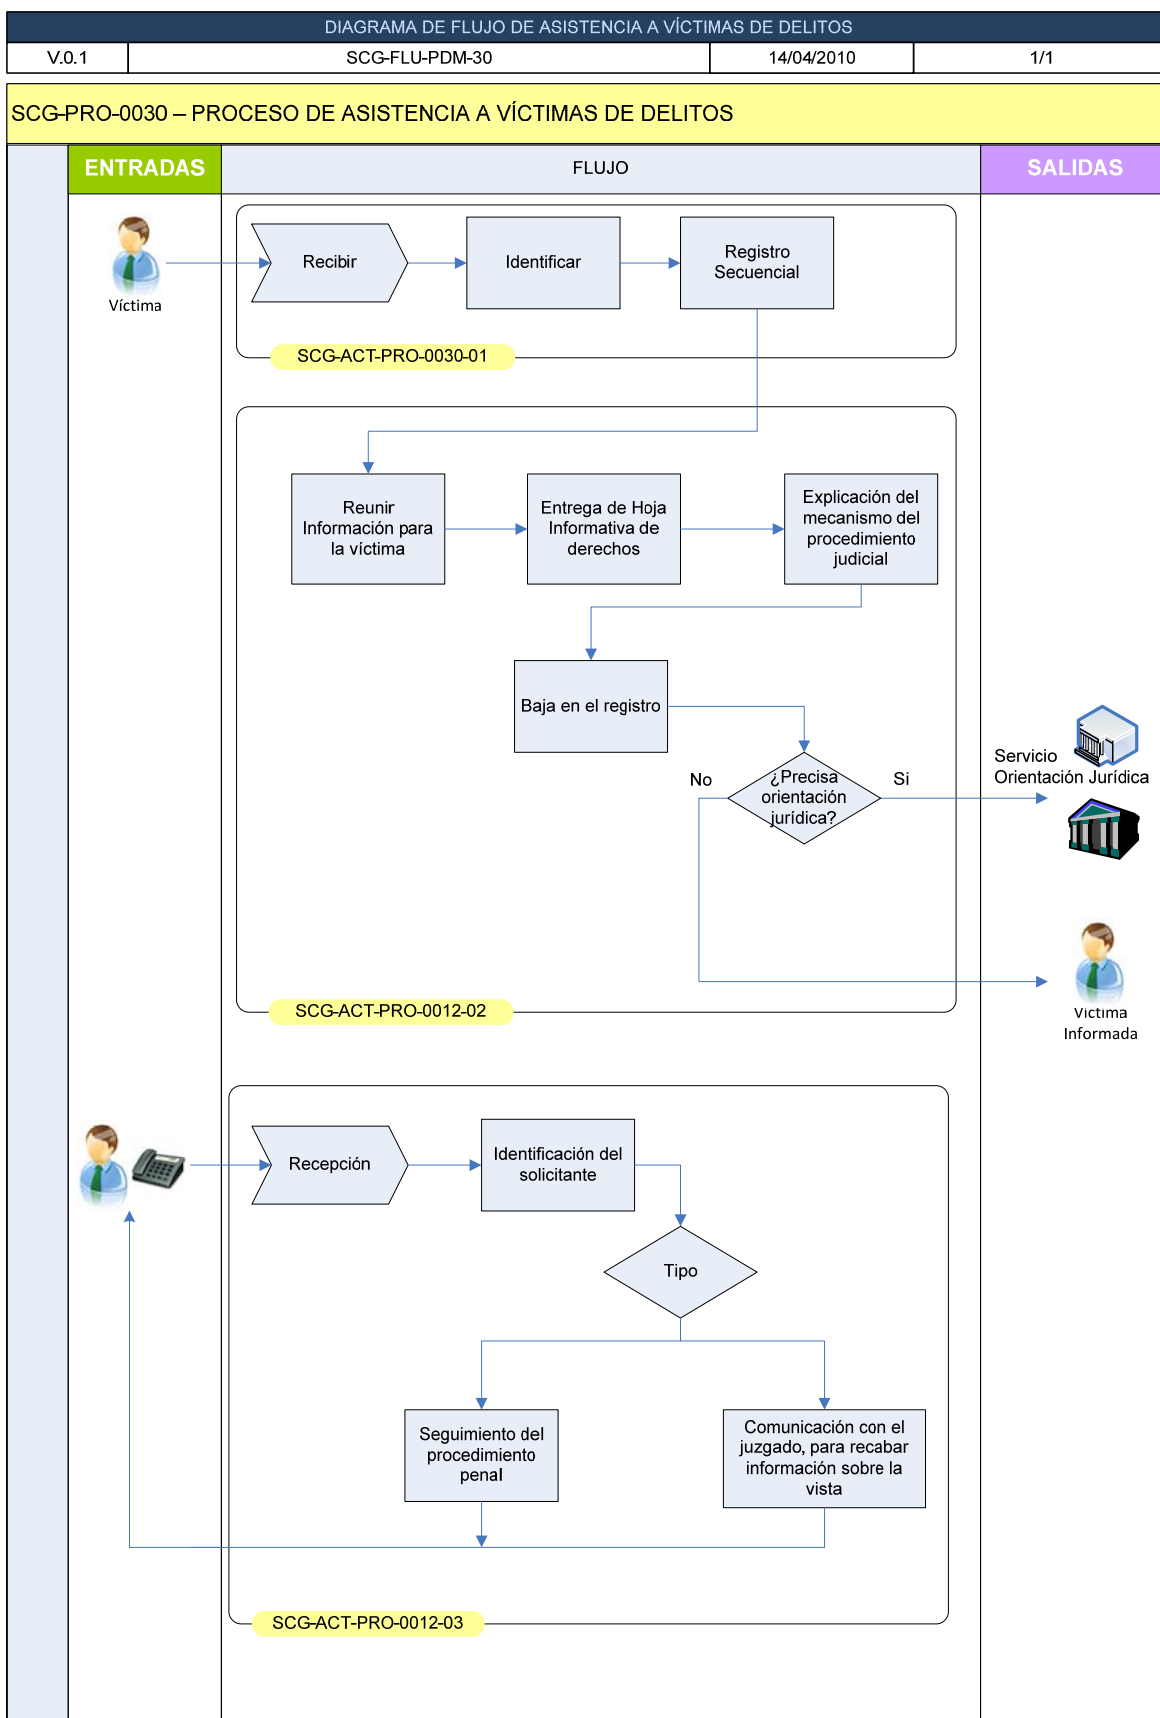 DIAGRAMA DE FLUJO DE ASISTENCIA A VÍCTIMAS DE DELITOS
V.0.1 SCG-FLU-PDM-30 14/04/2010 1/1
SCG-PRO-0030 – PROCESO DE ASISTENCIA A VÍCTIMAS DE DELITOS
ENTRADAS FLUJO SALIDAS
Víctima
Recibir
Identificar
Registro
Secuencial
SCG-ACT-PRO-0030-01
Reunir
Información para
la víctima
Entrega de Hoja
Informativa de
derechos
Explicación del
mecanismo del
procedimiento
judicial
Baja en el registro
¿Precisa
orientación
jurídica?
No
Si
Servicio
Orientación Jurídica
Víctima
Informada
SCG-ACT-PRO-0012-02
Recepción
Identificación del
solicitante
Tipo
Seguimiento del
procedimiento
penal
Comunicación con el
juzgado, para recabar
información sobre la
vista
SCG-ACT-PRO-0012-03